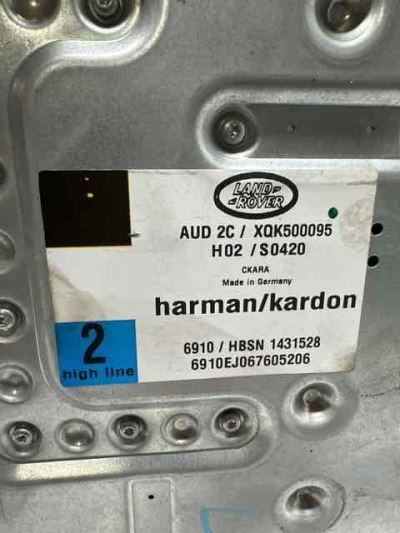 LAND-
-ROVER
AUD 2C / XQK500095
H02 / S0420
CKARA
Made in Germany
harman/kardon
2
high line
6910 / HBSN 1431528
6910EJ067605206